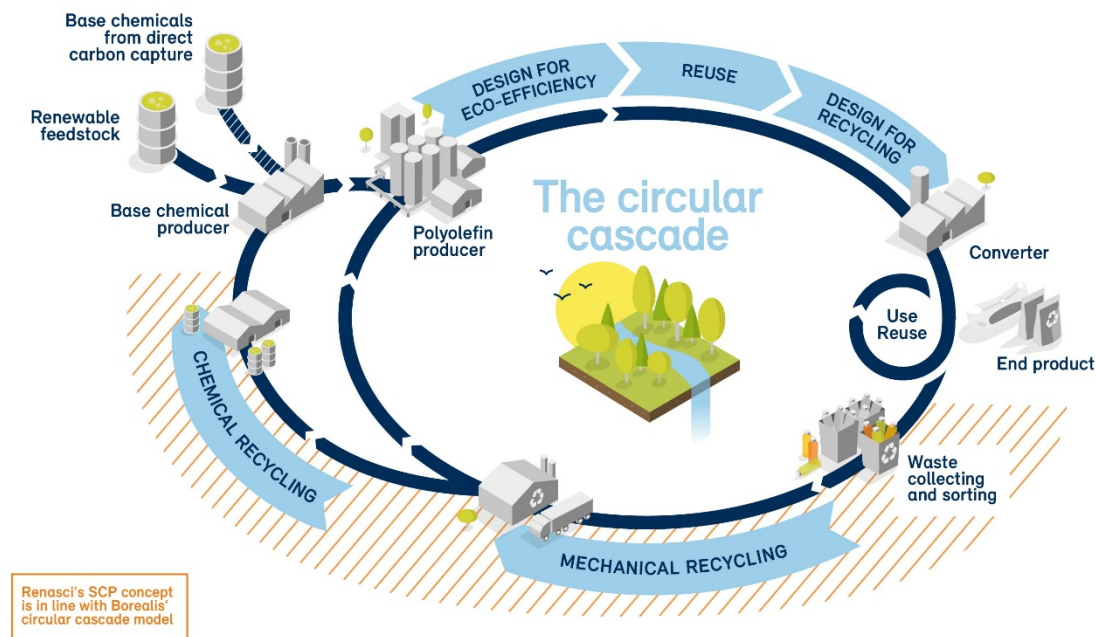 Base chemicals
from direct
carbon capture
Renewable
feedstock
Base chemical
producer
Polyolefin
producer
DESIGN FOR
ECO-EFFICIENCY
REUSE
DESIGN FOR
RECYCLING
The circular
cascade
Converter
Use
Reuse
End product
Waste
collecting
and sorting
MECHANICAL RECYCLING
CHEMICAL RECYCLING
Renasci's SCP concept
is in line with Borealis'
circular cascade model